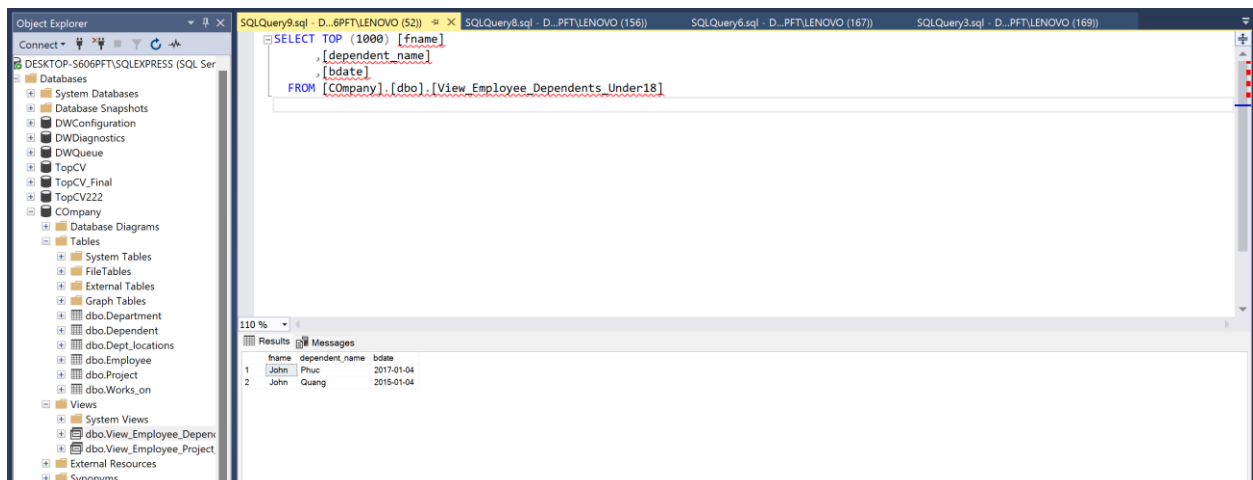 Object Explorer
Connect
DESKTOP-S606PFT\SQLEXPRESS (SQL Ser
Databases
System Databases
Database Snapshots
DWConfiguration
DWDiagnostics
DWQueue
TopCV
TopCV_Final
TopCV222
COmpany
Database Diagrams
Tables
System Tables
FileTables
External Tables
Graph Tables
dbo.Department
dbo.Dependent
dbo.Dept_locations
dbo.Employee
dbo.Project
dbo.Works_on
Views
System Views
dbo.View_Employee_Depend
dbo.View_Employee_Project_
External Resources
Synonyms
SQLQuery9.sql - D...6PFT\LENOVO (52)) SQLQuery8.sql - D...PFT\LENOVO (156)) SQLQuery6.sql - D...PFT\LENOVO (167)) SQLQuery3.sql - D...PFT\LENOVO (169))
SELECT TOP (1000) [fname]
,[dependent_name]
,[bdate]
FROM [COmpany].[dbo].[View_Employee_Dependents_Under18]
110 %
Results Messages
fname dependent_name bdate
1 John Phuc 2017-01-04
2 John Quang 2015-01-04